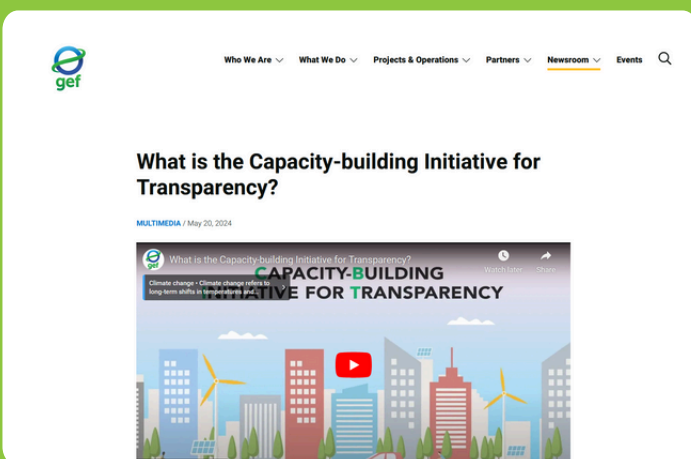 gef
Who We Are What We Do Projects & Operations Partners Newsroom Events
What is the Capacity-building Initiative for
Transparency?
MULTIMEDIA / May 20, 2024
gef
What is the Capacity-building Initiative for Transparency?
Watch later Share
CAPACITY-BUILDING
INITIATIVE FOR TRANSPARENCY
Climate change • Climate change refers to
long-term shifts in temperatures and...